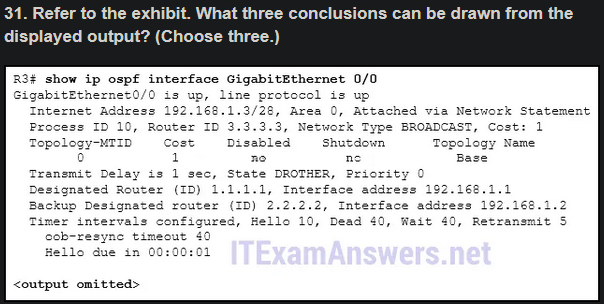 31. Refer to the exhibit. What three conclusions can be drawn from the
displayed output? (Choose three.)
R3# show ip ospf interface GigabitEthernet 0/0
GigabitEthernet0/0 is up, line protocol is up
Internet Address 192.168.1.3/28, Area 0, Attached via Network Statement
Process ID 10, Router ID 3.3.3.3, Network Type BROADCAST, Cost: 1
Topology-MTID Cost Disabled Shutdown Topology Name
0 1 no no Base
Transmit Delay is 1 sec, State DROTHER, Priority 0
Designated Router (ID) 1.1.1.1, Interface address 192.168.1.1
Backup Designated router (ID) 2.2.2.2, Interface address 192.168.1.2
Timer intervals configured, Hello 10, Dead 40, Wait 40, Retransmit 5
oob-resync timeout 40
Hello due in 00:00:01
ITExamAnswers.net
<output omitted>